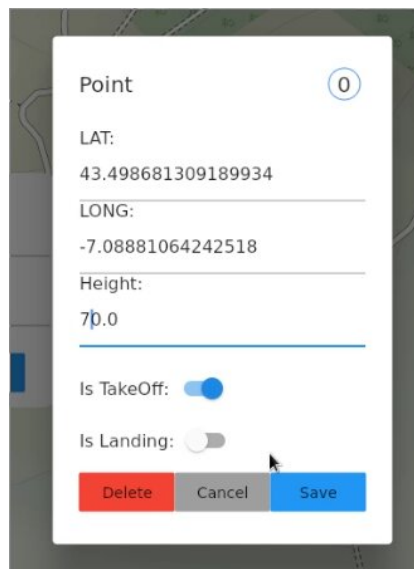 Point 0
LAT:
43.498681309189934
LONG:
-7.08881064242518
Height:
70.0
Is TakeOff:
Is Landing:
Delete Cancel Save